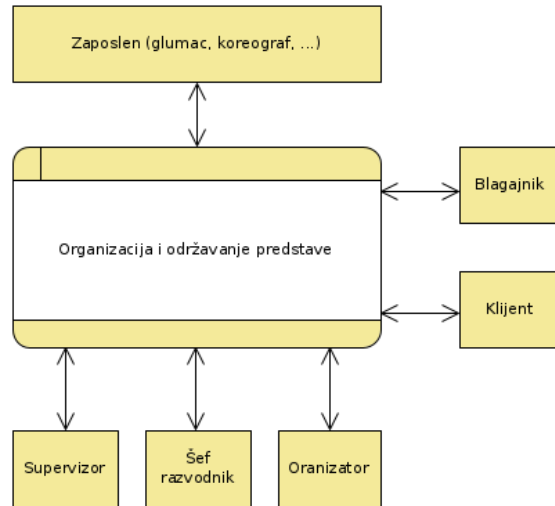 Zaposlen (glumac, koreograf, ...)
Organizacija i održavanje predstave
Blagajnik
Klijent
Supervizor
Šef
razvodnik
Oranizator